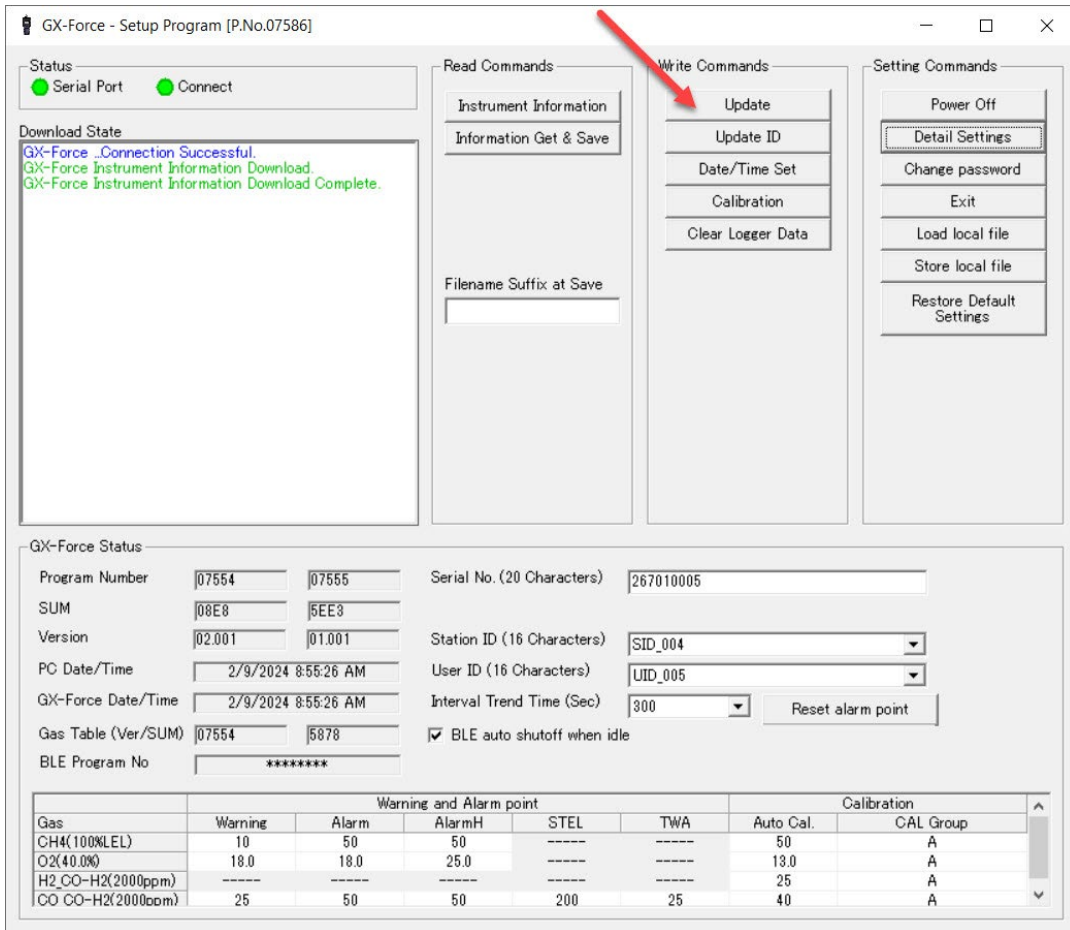 GX-Force - Setup Program [P.No.07586]
Status
Serial Port
Connect
Download State
GX-Force ...Connection Successful.
GX-Force Instrument Information Download.
GX-Force Instrument Information Download Complete.
Read Commands
Instrument Information
Information Get & Save
Filename Suffix at Save
Write Commands
Update
Update ID
Date/Time Set
Calibration
Clear Logger Data
Setting Commands
Power Off
Detail Settings
Change password
Exit
Load local file
Store local file
Restore Default
Settings
GX-Force Status
Program Number 07554 07555
SUM 08E8 5EE3
Version 02.001 01.001
PC Date/Time 2/9/2024 8:55:26 AM
GX-Force Date/Time 2/9/2024 8:55:26 AM
Gas Table (Ver/SUM) 07554 5878
BLE Program No ********
Serial No. (20 Characters) 267010005
Station ID (16 Characters) SID_004
User ID (16 Characters) UID_005
Interval Trend Time (Sec) 300 Reset alarm point
BLE auto shutoff when idle
Warning and Alarm point Calibration
Gas Warning Alarm AlarmH STEL TWA Auto Cal. CAL Group
CH4(100%LEL) 10 50 50 ----- ----- 50 A
O2(40.0%) 18.0 18.0 25.0 ----- ----- 13.0 A
H2_CO-H2(2000ppm) ----- ----- ----- ----- ----- 25 A
CO CO-H2(2000ppm) 25 50 50 200 25 40 A